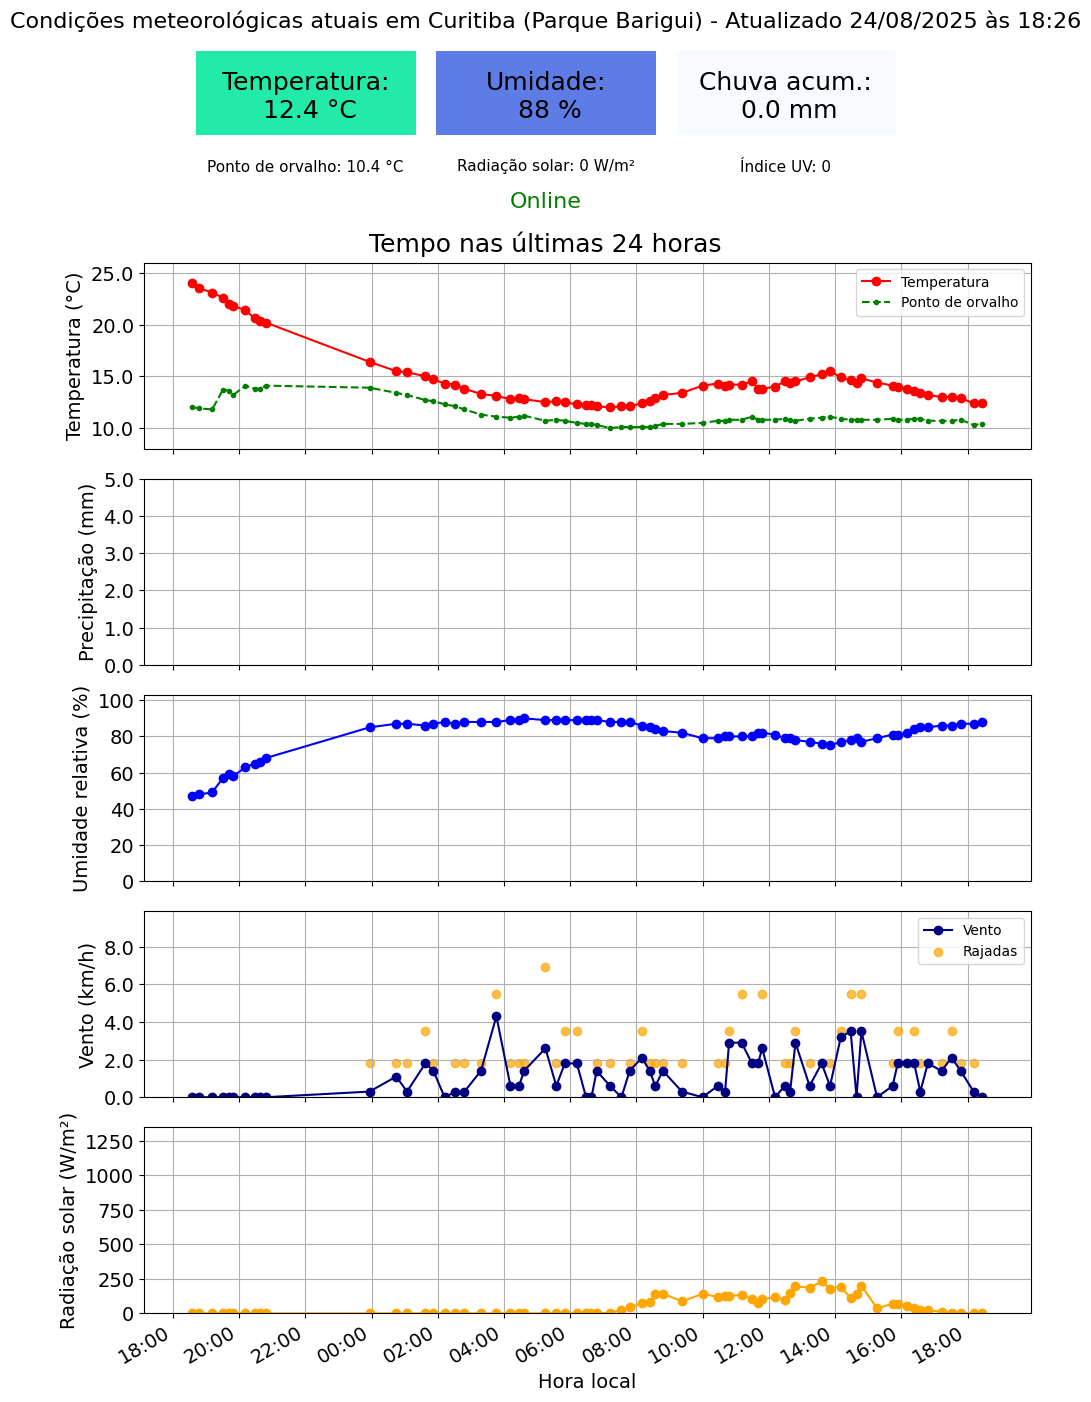 Condições meteorológicas atuais em Curitiba (Parque Barigui) - Atualizado 24/08/2025 às 18:26
Temperatura:
12.4 °C
Umidade:
88 %
Chuva acum.:
0.0 mm
Ponto de orvalho: 10.4 °C
Radiação solar: 0 W/m²
Índice UV: 0
Online
Tempo nas últimas 24 horas
Temperatura (°C)
25.0
20.0
15.0
10.0
Temperatura
Ponto de orvalho
Precipitação (mm)
5.0
4.0
3.0
2.0
1.0
0.0
Umidade relativa (%)
100
80
60
40
20
0
Vento (km/h)
8.0
6.0
4.0
2.0
0.0
Vento
Rajadas
Radiação solar (W/m²)
1250
1000
750
500
250
0
18:00
20:00
22:00
00:00
02:00
04:00
06:00
08:00
10:00
12:00
14:00
16:00
18:00
Hora local